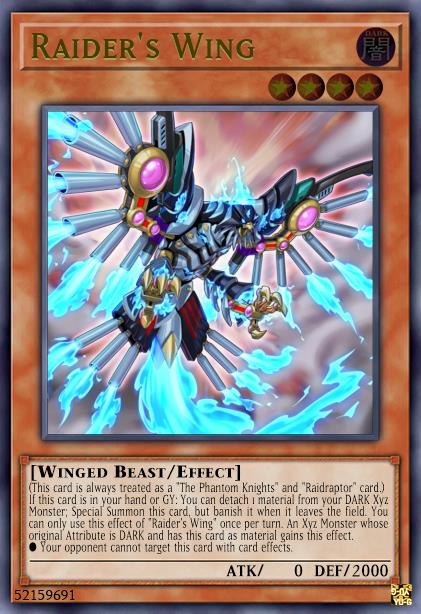 RAIDER'S WING
DARK
闇
[WINGED BEAST/EFFECT]
(This card is always treated as a "The Phantom Knights" and "Raidraptor" card.)
If this card is in your hand or GY: You can detach 1 material from your DARK Xyz
Monster; Special Summon this card, but banish it when it leaves the field. You
can only use this effect of "Raider's Wing" once per turn. An Xyz Monster whose
original Attribute is DARK and has this card as material gains this effect.
● Your opponent cannot target this card with card effects.
ATK/ 0 DEF/2000
52159691